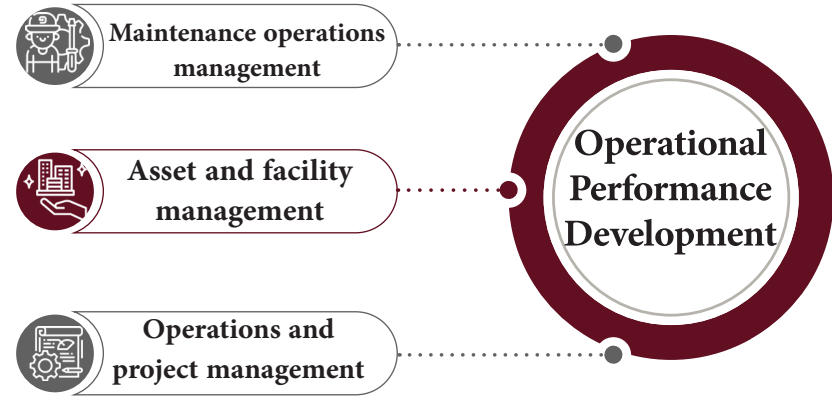 Maintenance operations
management
Asset and facility
management
Operations and
project management
Operational
Performance
Development